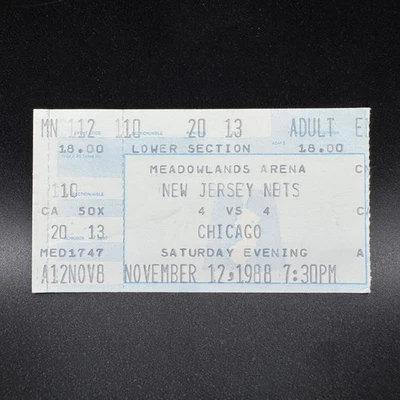 MN 112 110 20 13 ADULT E
18.00 LOWER SECTION 18.00
MEADOWLANDS ARENA C
110 NEW JERSEY NETS
CA 50X 4 VS 4
20 13 CHICAGO
MED1747 SATURDAY EVENING A
A12NOV8 NOVEMBER 12,1988 7:30PM